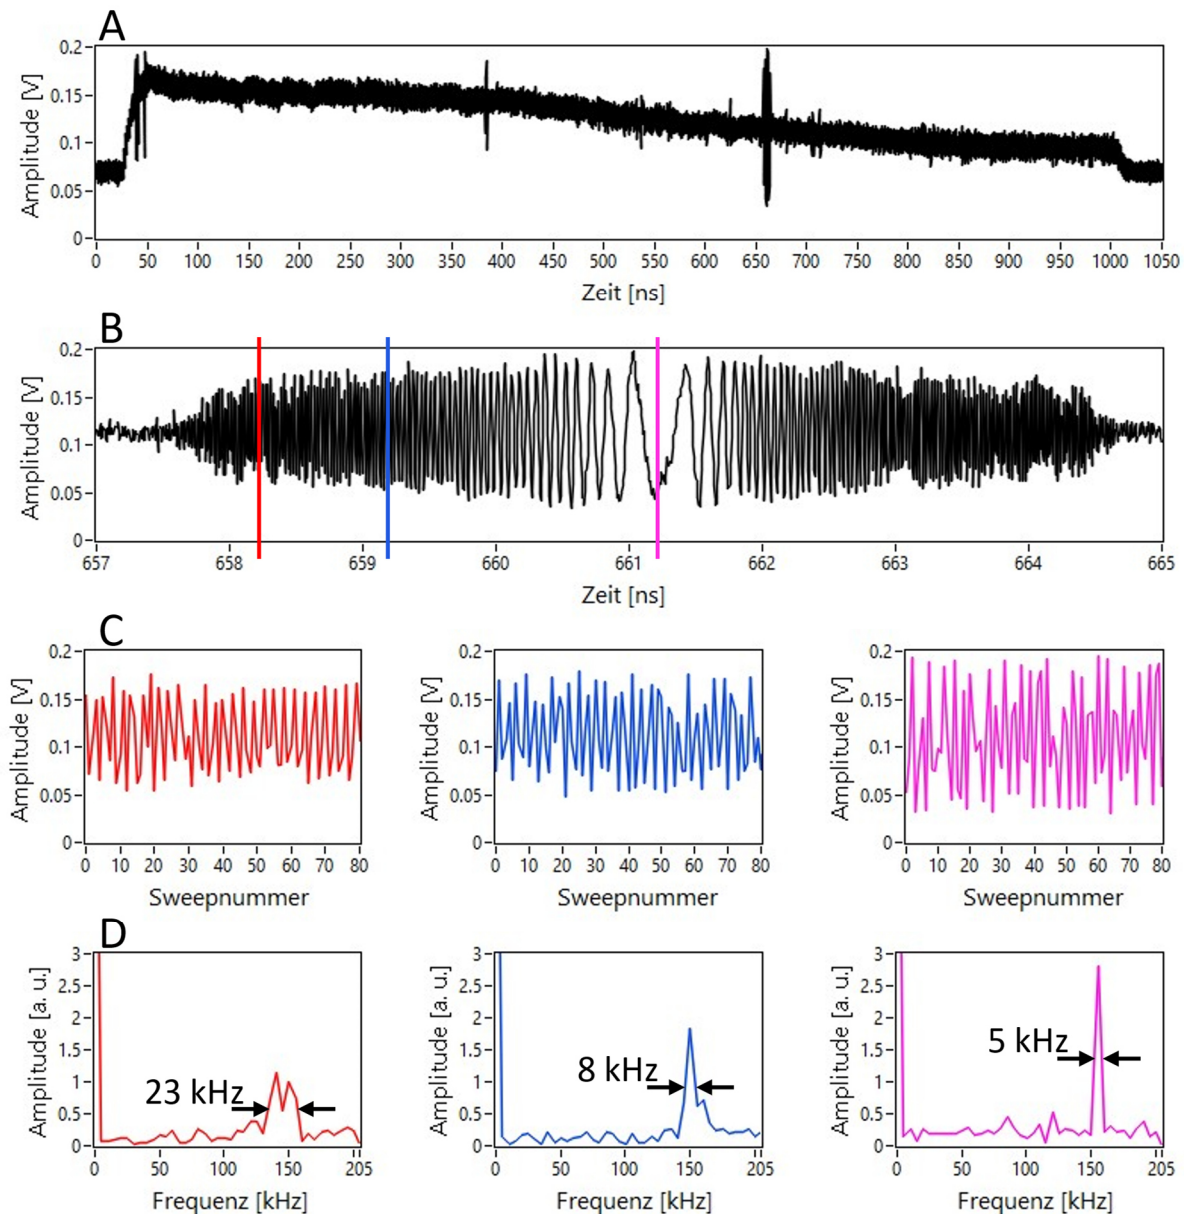 A
Amplitude [V]
0.2
0.15
0.1
0.05
0
0 50 100 150 200 250 300 350 400 450 500 550 600 650 700 750 800 850 900 950 1000 1050
Zeit [ns]
B
Amplitude [V]
0.2
0.15
0.1
0.05
0
657 658 659 660 661 662 663 664 665
Zeit [ns]
C
Amplitude [V]
0.2
0.15
0.1
0.05
0
0 10 20 30 40 50 60 70 80
Sweepnummer
Amplitude [V]
0.2
0.15
0.1
0.05
0
0 10 20 30 40 50 60 70 80
Sweepnummer
Amplitude [V]
0.2
0.15
0.1
0.05
0
0 10 20 30 40 50 60 70 80
Sweepnummer
D
Amplitude [a. u.]
3
2.5
2
1.5
1
0.5
0
23 kHz
0 50 100 150 205
Frequenz [kHz]
Amplitude [a. u.]
3
2.5
2
1.5
1
0.5
0
8 kHz
0 50 100 150 205
Frequenz [kHz]
Amplitude [a. u.]
3
2.5
2
1.5
1
0.5
0
5 kHz
0 50 100 150 205
Frequenz [kHz]